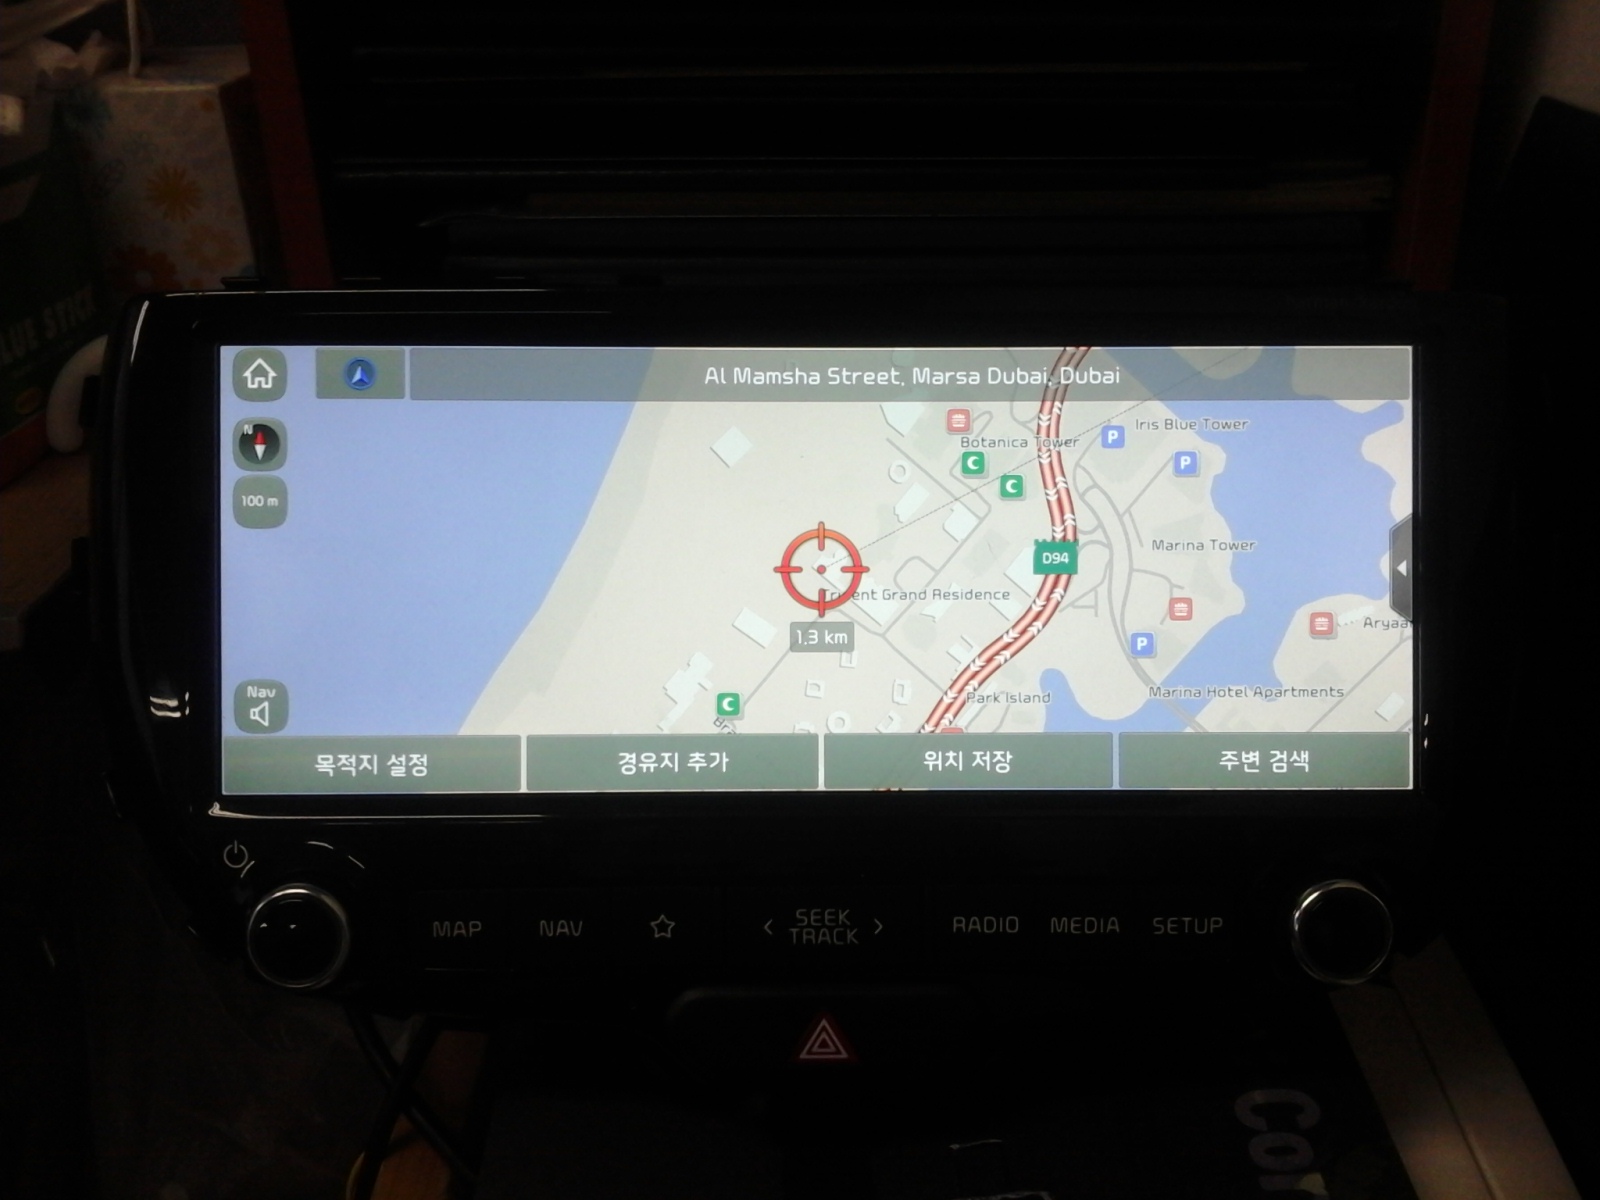 Al Mamsha Street, Marsa Dubai, Dubai
N
100 m
Iris Blue Tower
P
Botanica Tower
P
Marina Tower
D94
Grand Residence
1.3 km
P
Aryaa
Nav
Park Island
Marina Hotel Apartments
목적지 설정
경유지 추가
위치 저장
주변 검색
MAP
NAV
SEEK
TRACK
RADIO
MEDIA
SETUP
STICK
Co